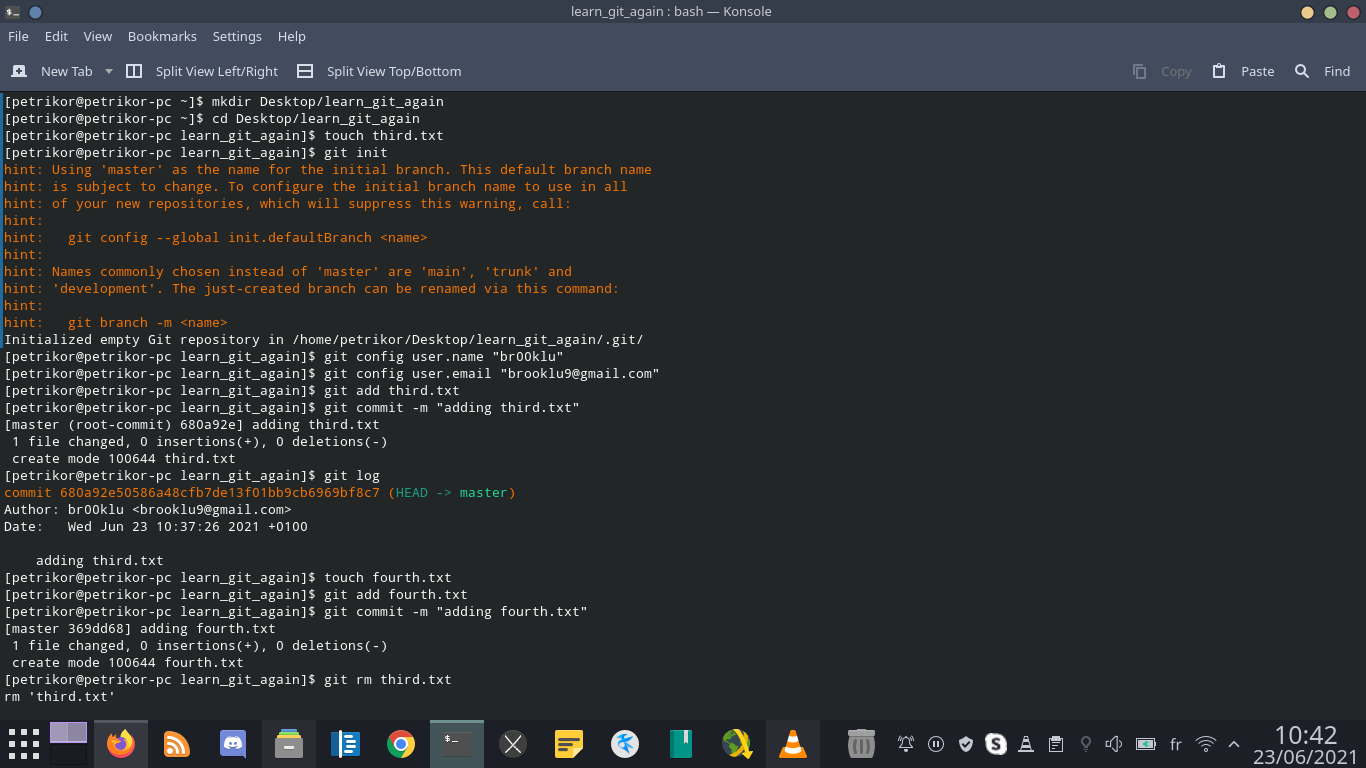 learn_git_again : bash — Konsole
File Edit View Bookmarks Settings Help
New Tab Split View Left/Right Split View Top/Bottom Copy Paste Find
[petrikor@petrikor-pc ~]$ mkdir Desktop/learn_git_again
[petrikor@petrikor-pc ~]$ cd Desktop/learn_git_again
[petrikor@petrikor-pc learn_git_again]$ touch third.txt
[petrikor@petrikor-pc learn_git_again]$ git init
hint: Using 'master' as the name for the initial branch. This default branch name
hint: is subject to change. To configure the initial branch name to use in all
hint: of your new repositories, which will suppress this warning, call:
hint:
hint:   git config --global init.defaultBranch <name>
hint:
hint: Names commonly chosen instead of 'master' are 'main', 'trunk' and
hint: 'development'. The just-created branch can be renamed via this command:
hint:
hint:   git branch -m <name>
Initialized empty Git repository in /home/petrikor/Desktop/learn_git_again/.git/
[petrikor@petrikor-pc learn_git_again]$ git config user.name "br00klu"
[petrikor@petrikor-pc learn_git_again]$ git config user.email "brooklu9@gmail.com"
[petrikor@petrikor-pc learn_git_again]$ git add third.txt
[petrikor@petrikor-pc learn_git_again]$ git commit -m "adding third.txt"
[master (root-commit) 680a92e] adding third.txt
 1 file changed, 0 insertions(+), 0 deletions(-)
 create mode 100644 third.txt
[petrikor@petrikor-pc learn_git_again]$ git log
commit 680a92e50586a48cfb7de13f01bb9cb6969bf8c7 (HEAD -> master)
Author: br00klu <brooklu9@gmail.com>
Date:   Wed Jun 23 10:37:26 2021 +0100
    adding third.txt
[petrikor@petrikor-pc learn_git_again]$ touch fourth.txt
[petrikor@petrikor-pc learn_git_again]$ git add fourth.txt
[petrikor@petrikor-pc learn_git_again]$ git commit -m "adding fourth.txt"
[master 369dd68] adding fourth.txt
 1 file changed, 0 insertions(+), 0 deletions(-)
 create mode 100644 fourth.txt
[petrikor@petrikor-pc learn_git_again]$ git rm third.txt
rm 'third.txt'
fr
10:42
23/06/2021